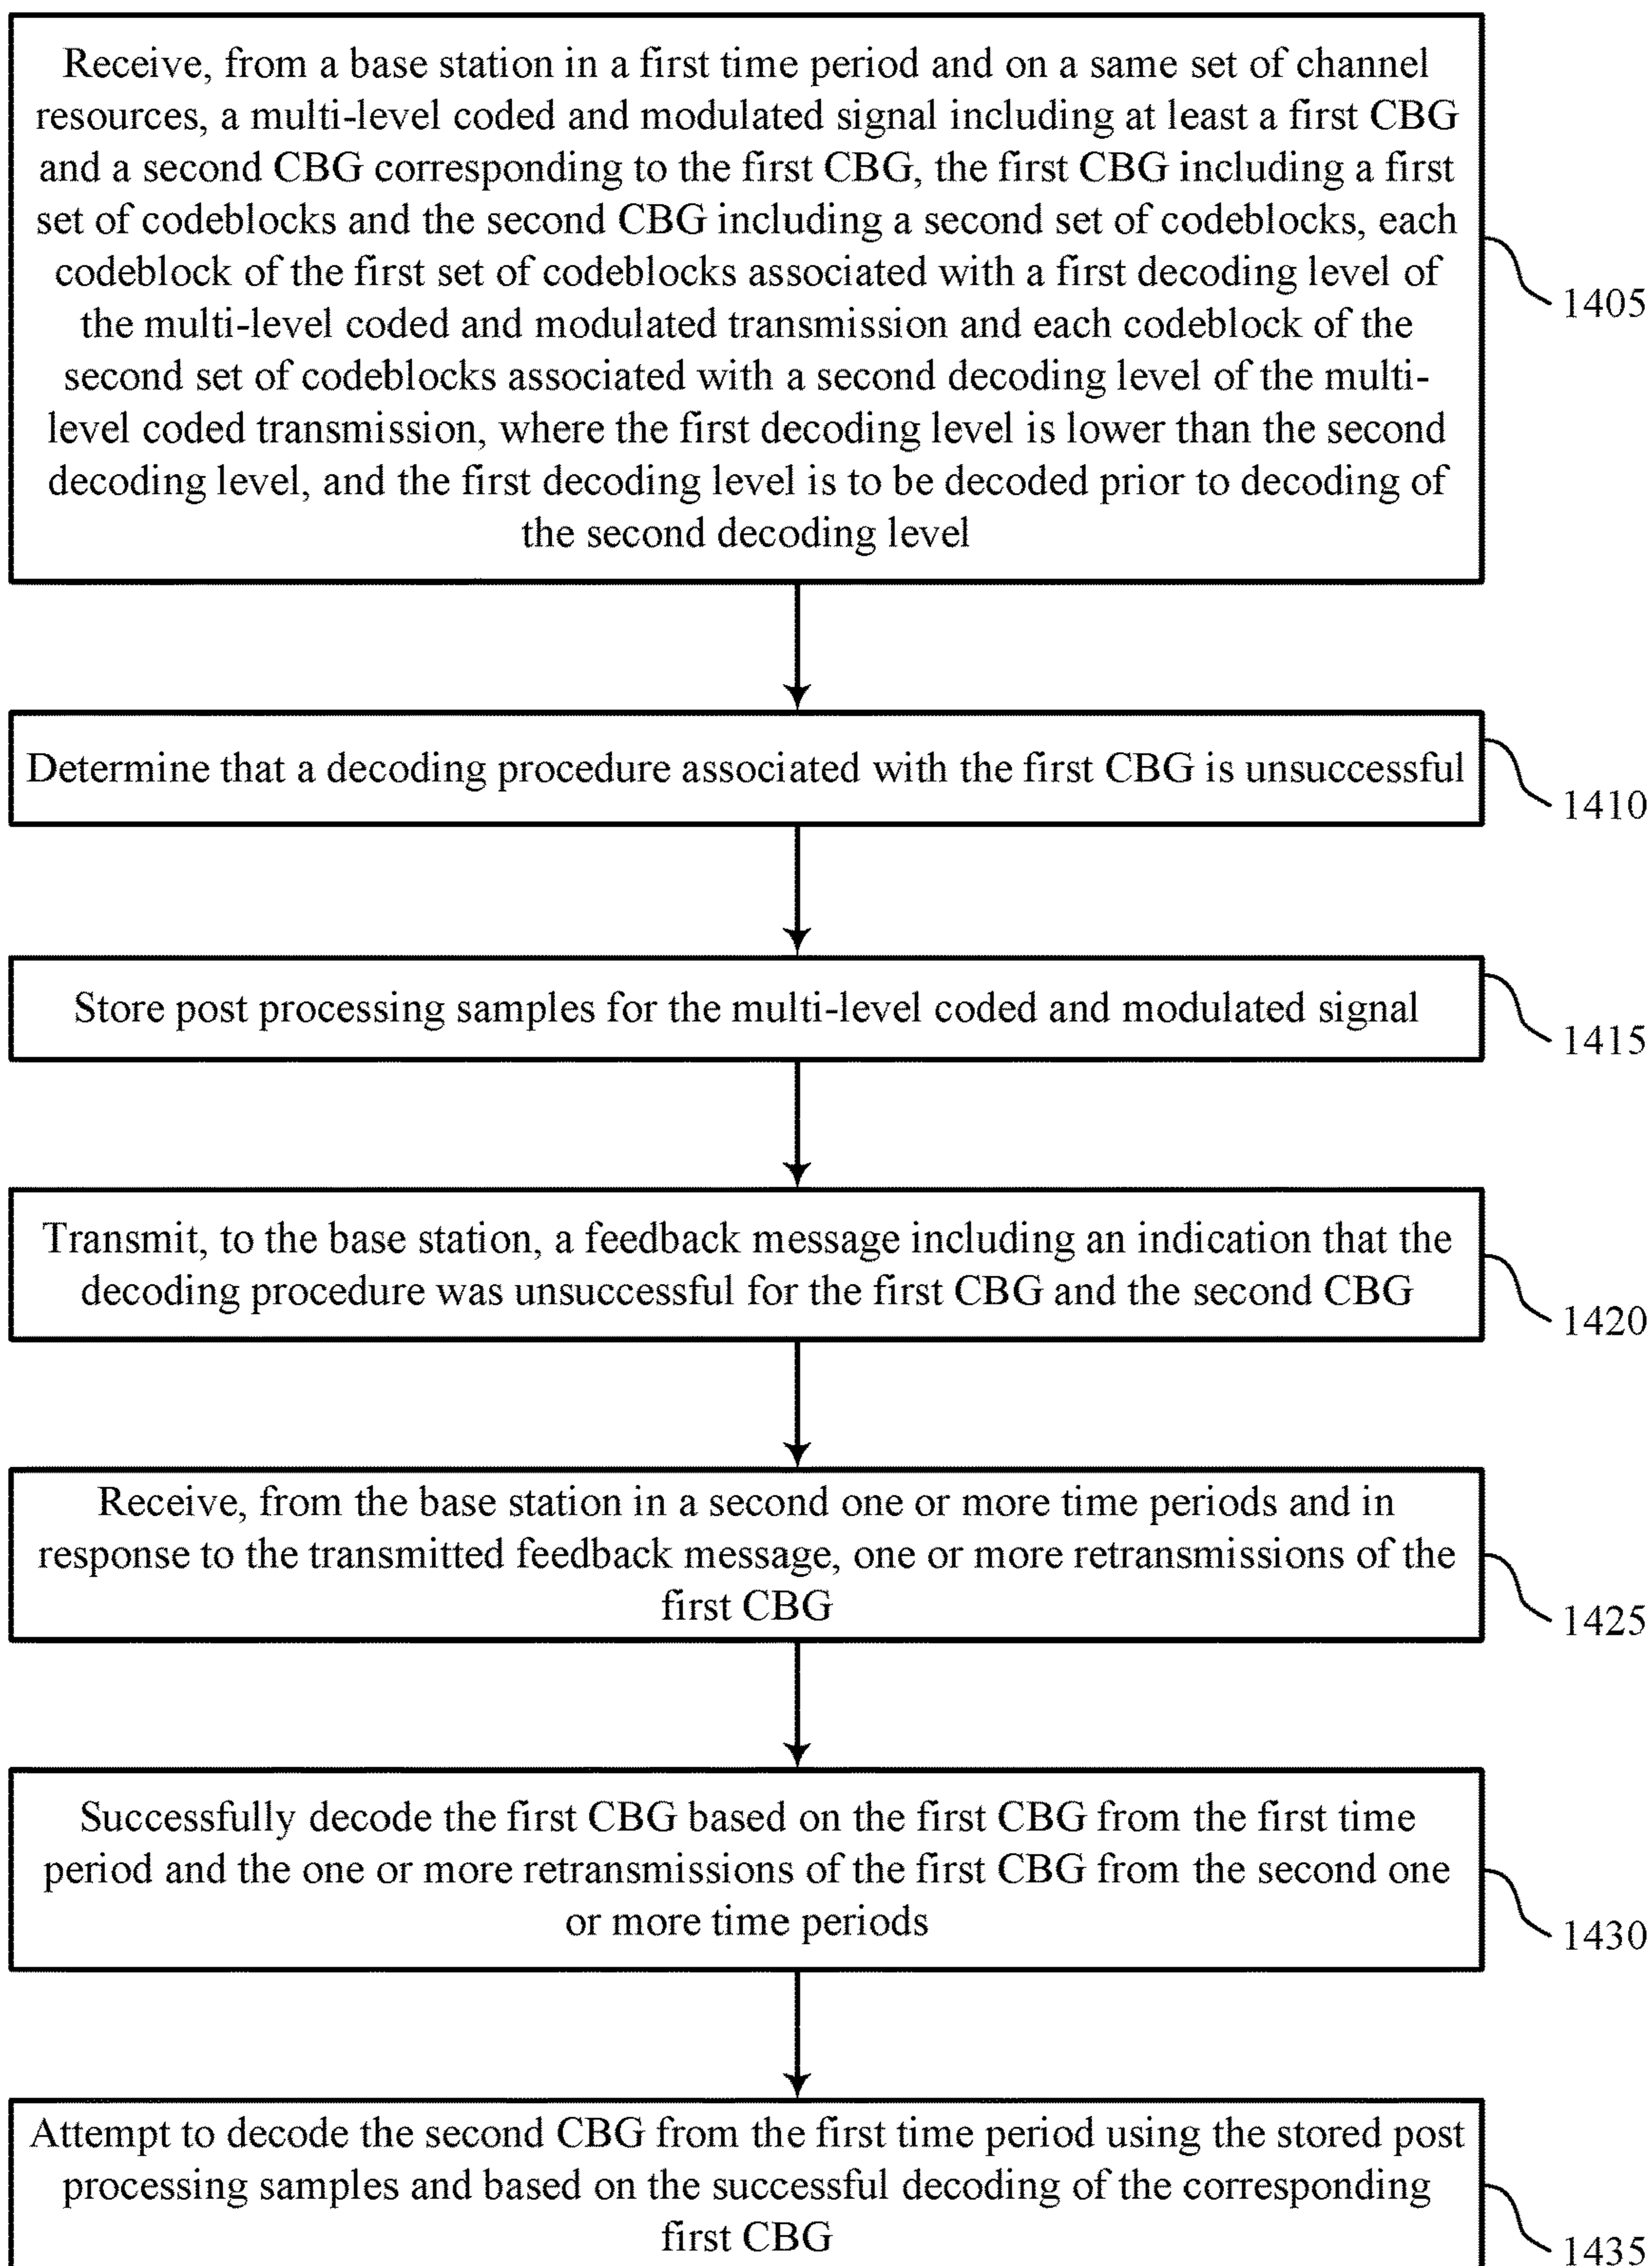 Receive, from a base station in a first time period and on a same set of channel
resources, a multi-level coded and modulated signal including at least a first CBG
and a second CBG corresponding to the first CBG, the first CBG including a first
set of codeblocks and the second CBG including a second set of codeblocks, each
codeblock of the first set of codeblocks associated with a first decoding level of
the multi-level coded and modulated transmission and each codeblock of the
second set of codeblocks associated with a second decoding level of the multi-
level coded transmission, where the first decoding level is lower than the second
decoding level, and the first decoding level is to be decoded prior to decoding of
the second decoding level
1405
Determine that a decoding procedure associated with the first CBG is unsuccessful
1410
Store post processing samples for the multi-level coded and modulated signal
1415
Transmit, to the base station, a feedback message including an indication that the
decoding procedure was unsuccessful for the first CBG and the second CBG
1420
Receive, from the base station in a second one or more time periods and in
response to the transmitted feedback message, one or more retransmissions of the
first CBG
1425
Successfully decode the first CBG based on the first CBG from the first time
period and the one or more retransmissions of the first CBG from the second one
or more time periods
1430
Attempt to decode the second CBG from the first time period using the stored post
processing samples and based on the successful decoding of the corresponding
first CBG
1435